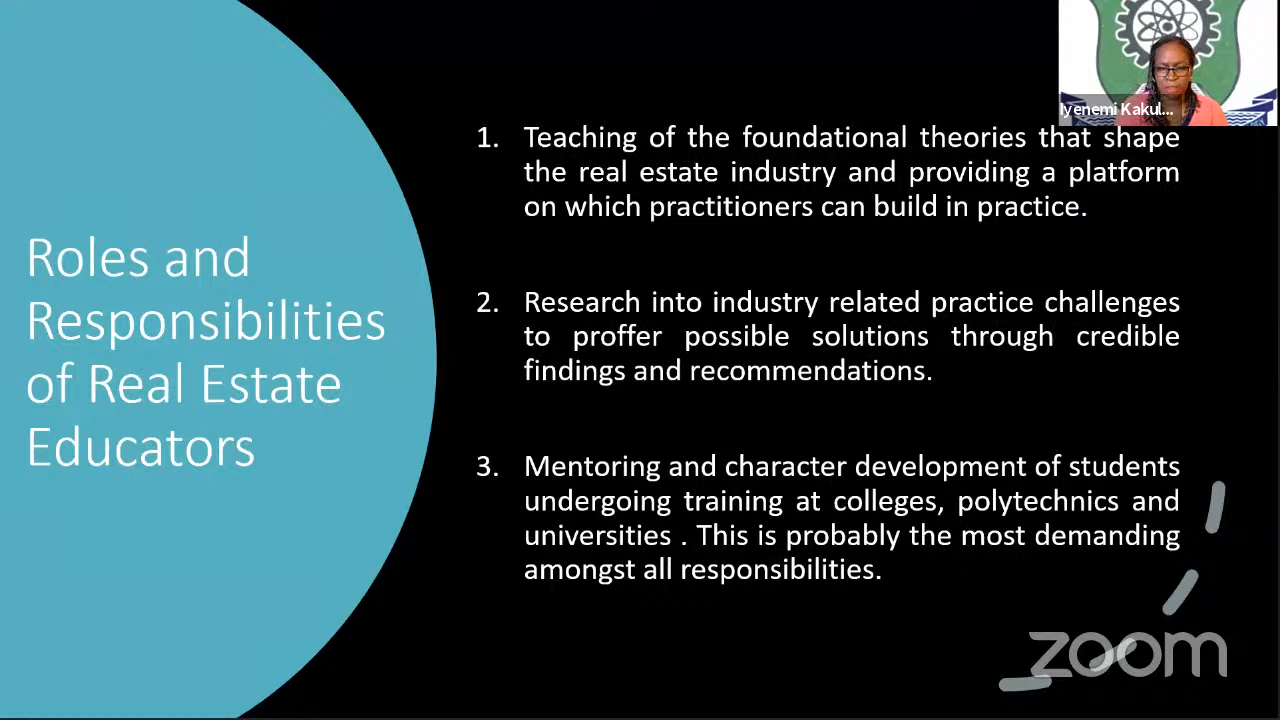 Iyenemi Kakul...
Roles and
Responsibilities
of Real Estate
Educators
1. Teaching of the foundational theories that shape
the real estate industry and providing a platform
on which practitioners can build in practice.
2. Research into industry related practice challenges
to proffer possible solutions through credible
findings and recommendations.
3. Mentoring and character development of students
undergoing training at colleges, polytechnics and
universities . This is probably the most demanding
amongst all responsibilities.
zoom